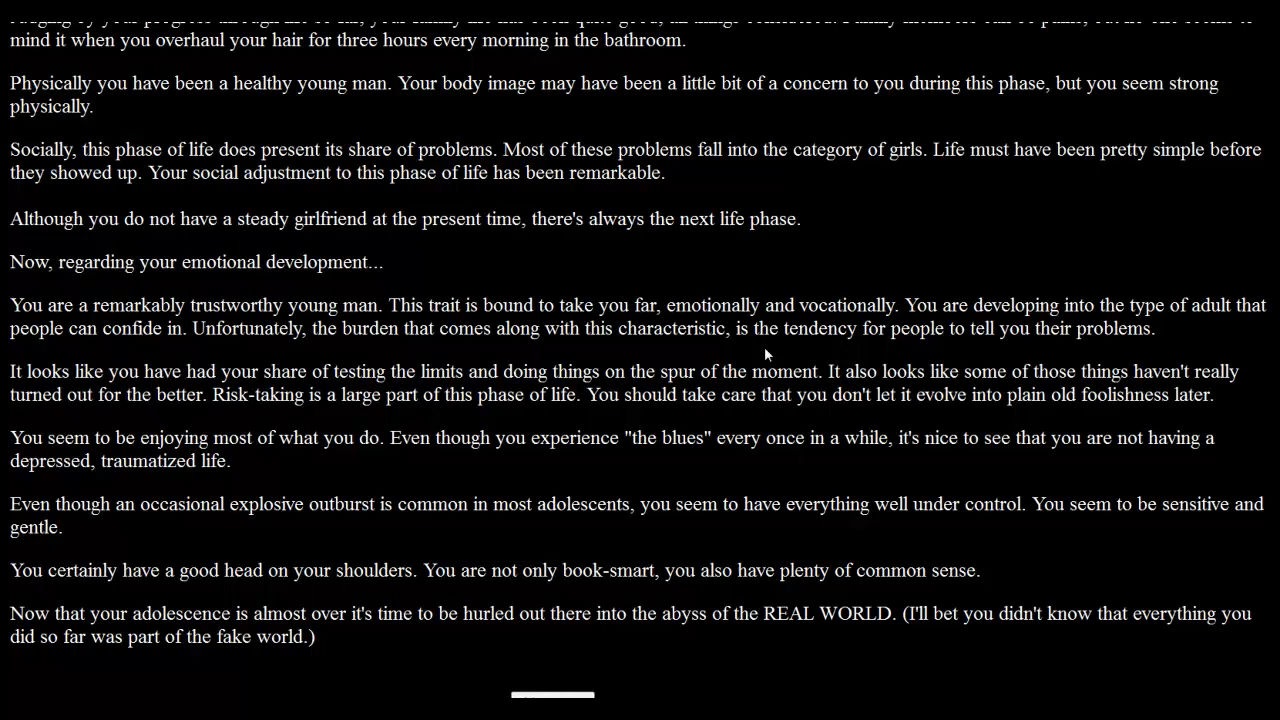 mind it when you overhaul your hair for three hours every morning in the bathroom.
Physically you have been a healthy young man. Your body image may have been a little bit of a concern to you during this phase, but you seem strong
physically.
Socially, this phase of life does present its share of problems. Most of these problems fall into the category of girls. Life must have been pretty simple before
they showed up. Your social adjustment to this phase of life has been remarkable.
Although you do not have a steady girlfriend at the present time, there's always the next life phase.
Now, regarding your emotional development...
You are a remarkably trustworthy young man. This trait is bound to take you far, emotionally and vocationally. You are developing into the type of adult that
people can confide in. Unfortunately, the burden that comes along with this characteristic, is the tendency for people to tell you their problems.
It looks like you have had your share of testing the limits and doing things on the spur of the moment. It also looks like some of those things haven't really
turned out for the better. Risk-taking is a large part of this phase of life. You should take care that you don't let it evolve into plain old foolishness later.
You seem to be enjoying most of what you do. Even though you experience "the blues" every once in a while, it's nice to see that you are not having a
depressed, traumatized life.
Even though an occasional explosive outburst is common in most adolescents, you seem to have everything well under control. You seem to be sensitive and
gentle.
You certainly have a good head on your shoulders. You are not only book-smart, you also have plenty of common sense.
Now that your adolescence is almost over it's time to be hurled out there into the abyss of the REAL WORLD. (I'll bet you didn't know that everything you
did so far was part of the fake world.)